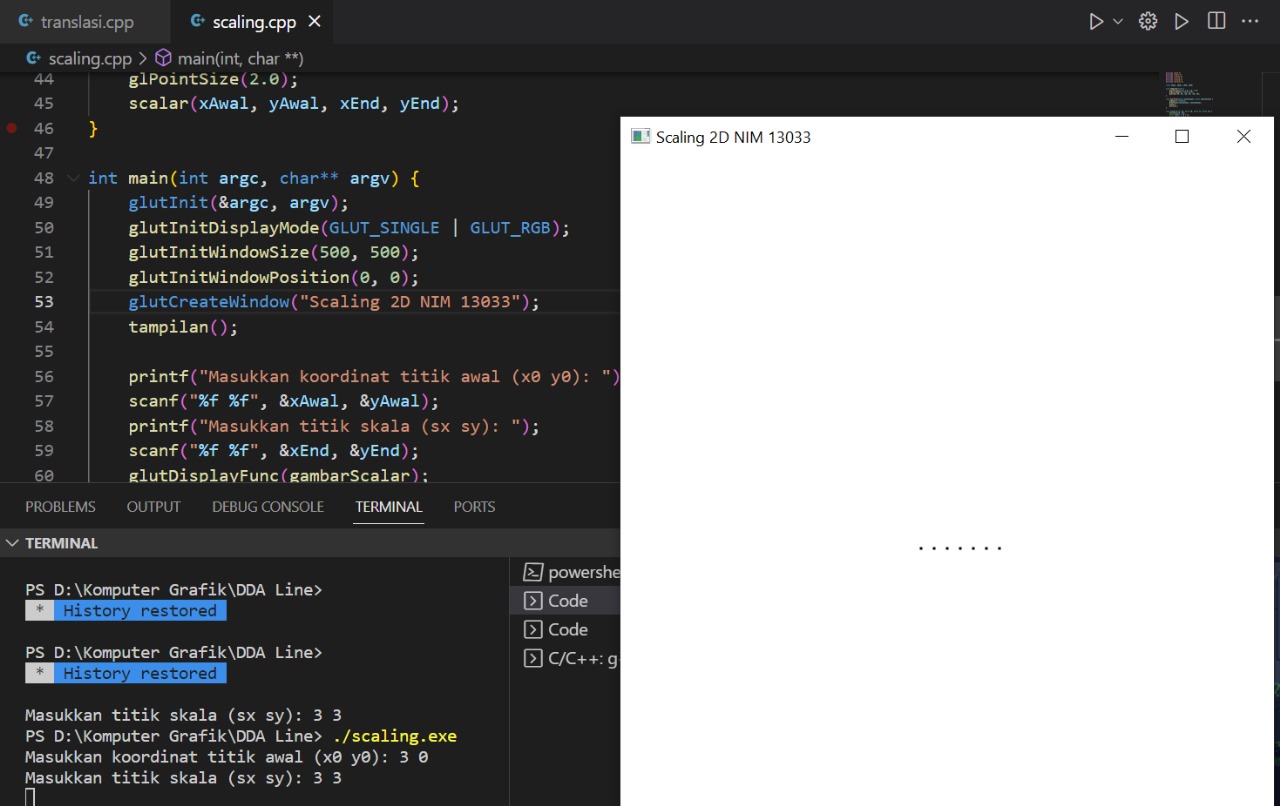 translasi.cpp
scaling.cpp
scaling.cpp > main(int, char **)
44 glPointSize(2.0);
45 scalar(xAwal, yAwal, xEnd, yEnd);
46 }
47
48 int main(int argc, char** argv) {
49 glutInit(&argc, argv);
50 glutInitDisplayMode(GLUT_SINGLE | GLUT_RGB);
51 glutInitWindowSize(500, 500);
52 glutInitWindowPosition(0, 0);
53 glutCreateWindow("Scaling 2D NIM 13033");
54 tampilan();
55
56 printf("Masukkan koordinat titik awal (x0 y0): ")
57 scanf("%f %f", &xAwal, &yAwal);
58 printf("Masukkan titik skala (sx sy): ");
59 scanf("%f %f", &xEnd, &yEnd);
60 glutDisplayFunc(gambarScalar);
Scaling 2D NIM 13033
PROBLEMS OUTPUT DEBUG CONSOLE TERMINAL PORTS
TERMINAL
PS D:\Komputer Grafik\DDA Line>
* History restored
PS D:\Komputer Grafik\DDA Line>
* History restored
Masukkan titik skala (sx sy): 3 3
PS D:\Komputer Grafik\DDA Line> ./scaling.exe
Masukkan koordinat titik awal (x0 y0): 3 0
Masukkan titik skala (sx sy): 3 3
powershe
Code
Code
C/C++: g